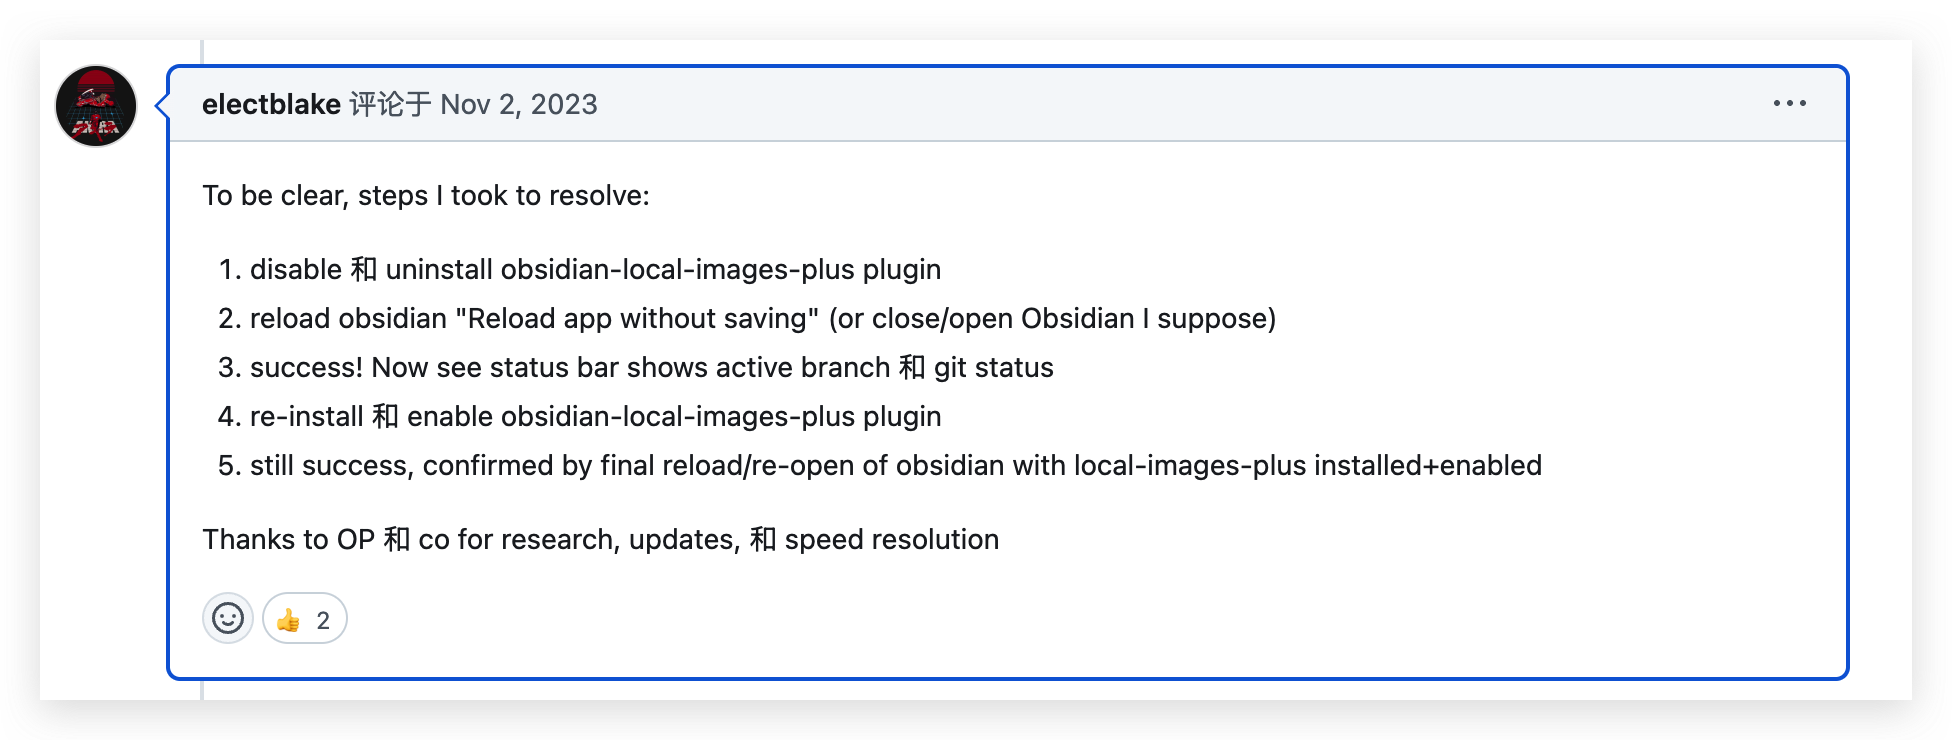 electblake 评论于 Nov 2, 2023
To be clear, steps I took to resolve:
1. disable 和 uninstall obsidian-local-images-plus plugin
2. reload obsidian "Reload app without saving" (or close/open Obsidian I suppose)
3. success! Now see status bar shows active branch 和 git status
4. re-install 和 enable obsidian-local-images-plus plugin
5. still success, confirmed by final reload/re-open of obsidian with local-images-plus installed+enabled
Thanks to OP 和 co for research, updates, 和 speed resolution
👍 2